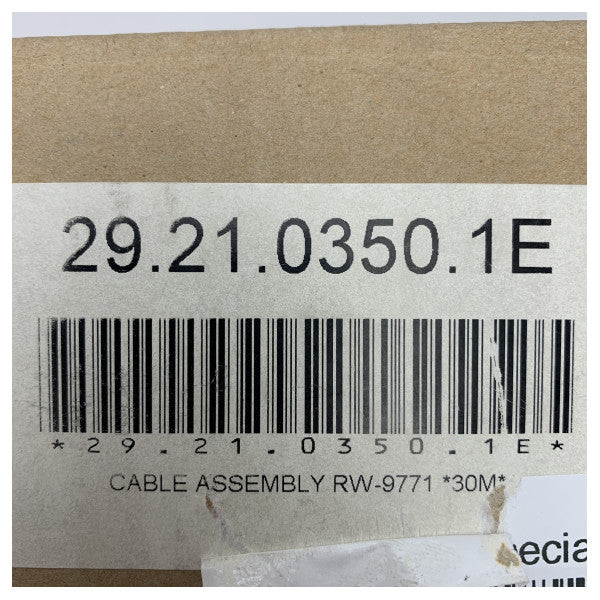 29.21.0350.1E
*29.21.0350.1E*
CABLE ASSEMBLY RW-9771 *30M*